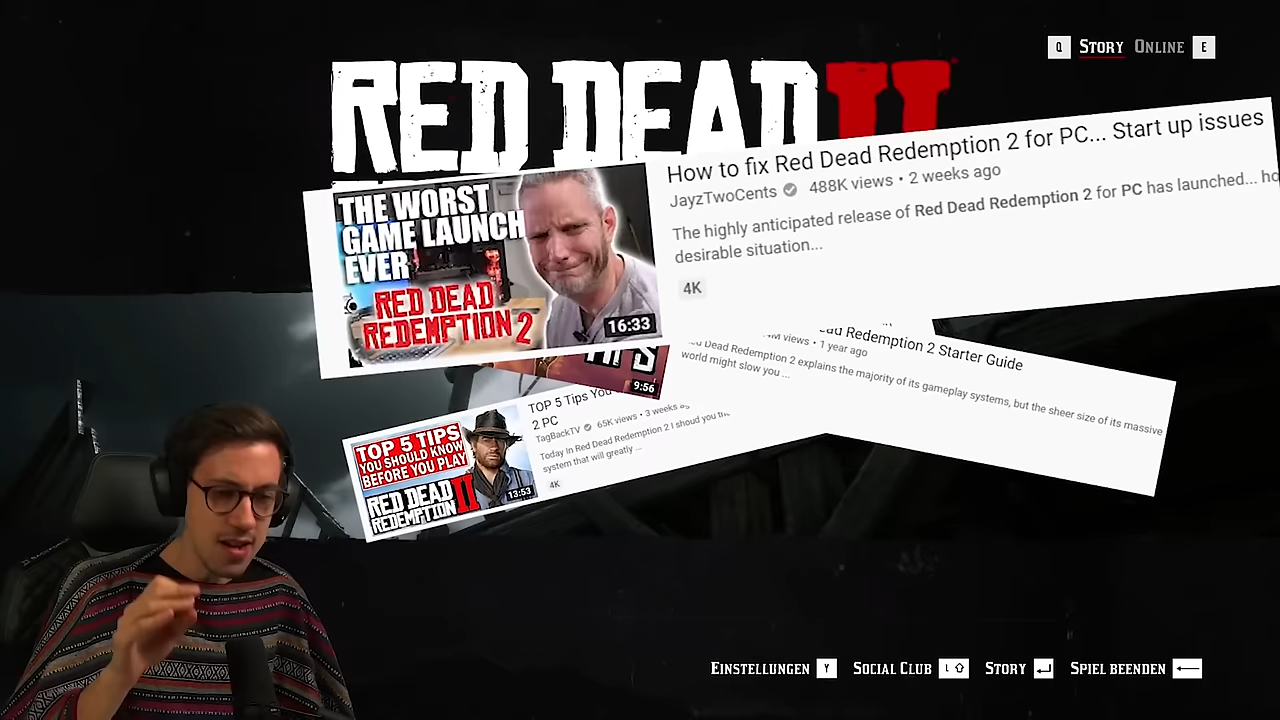 Q STORY ONLINE E
RED DEAD II
How to fix Red Dead Redemption 2 for PC... Start up issues
JayzTwoCents 488K views • 2 weeks ago
The highly anticipated release of Red Dead Redemption 2 for PC has launched...
desirable situation...
4K
THE WORST
GAME LAUNCH
EVER
RED DEAD
REDEMPTION 2
16:33
Redemption 2 Starter Guide
views • 1 year ago
Dead Redemption 2 explains the majority of its gameplay systems, but the sheer size of its massive
world might slow you ...
9:56
TOP 5 Tips You
2 PC
TagBackTV 65K views • 3 weeks
Today In Red Dead Redemption 2 I shoud you
system that will greatly ...
4K
TOP 5 TIPS
YOU SHOULD KNOW
BEFORE YOU PLAY
RED DEAD II
REDEMPTION
13:53
EINSTELLUNGEN Y SOCIAL CLUB L STORY SPIEL BEENDEN